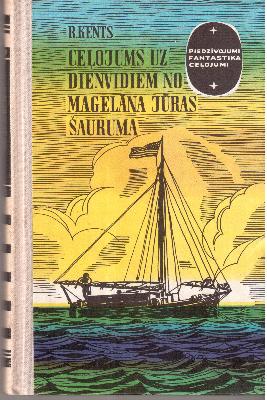 R.KENTS
CEĻOJUMS UZ
DIENVIDIEM NO
MAGELĀNA JŪRAS
ŠAURUMA
PIEDZĪVOJUMI
FANTASTIKA
CEĻOJUMI